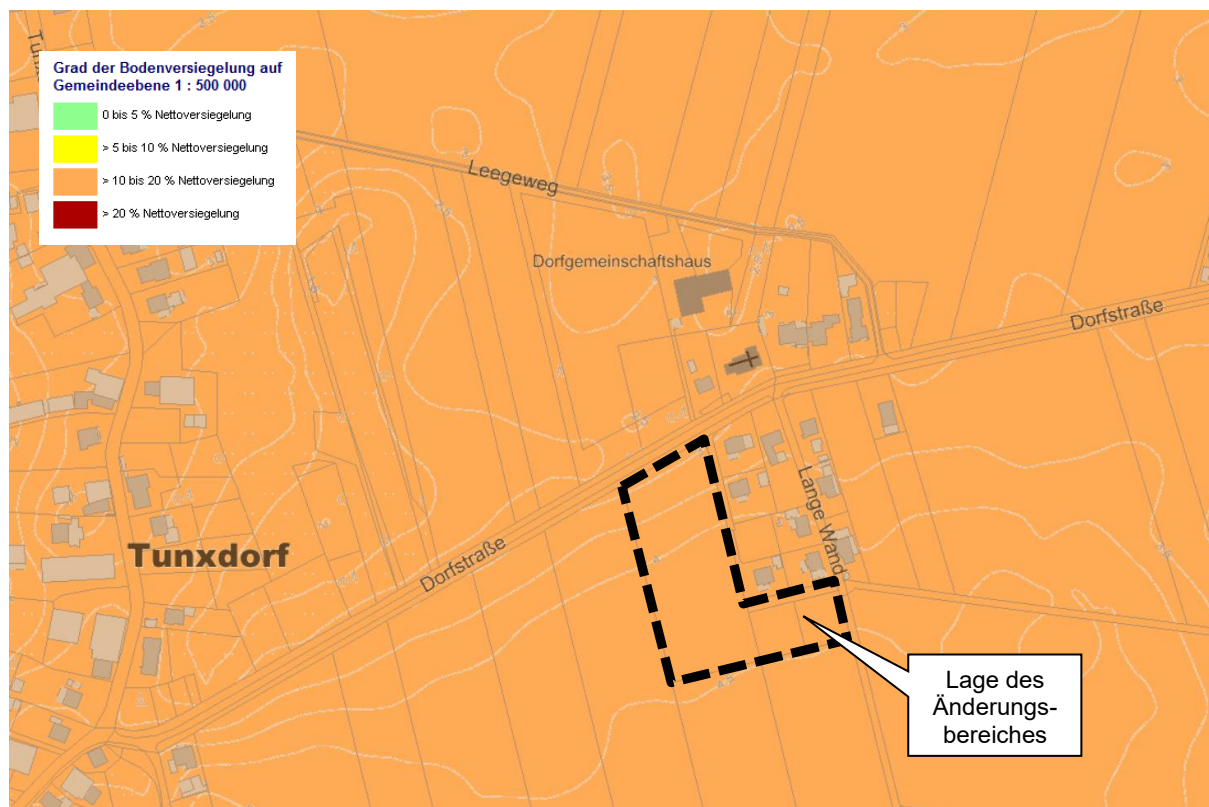 Grad der Bodenversiegelung auf
Gemeindeebene 1 : 500 000
0 bis 5 % Nettoversiegelung
> 5 bis 10 % Nettoversiegelung
> 10 bis 20 % Nettoversiegelung
> 20 % Nettoversiegelung
Leegeweg
Dorfgemeinschaftshaus
Dorfstraße
Lange Wand
Tunxdorf
Dorfstraße
Lage des
Änderungs-
bereiches